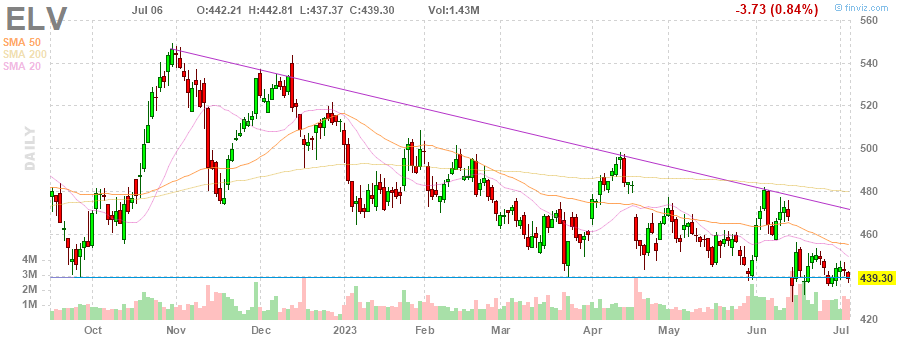 ELV
Jul 06 O:442.21 H:442.81 L:437.37 C:439.30 Vol:1.43M
-3.73 (0.84%)
finviz.com
SMA 50
SMA 200
SMA 20
DAILY
560
540
520
500
480
460
439.30
420
4M
3M
2M
1M
Oct Nov Dec 2023 Feb Mar Apr May Jun Jul